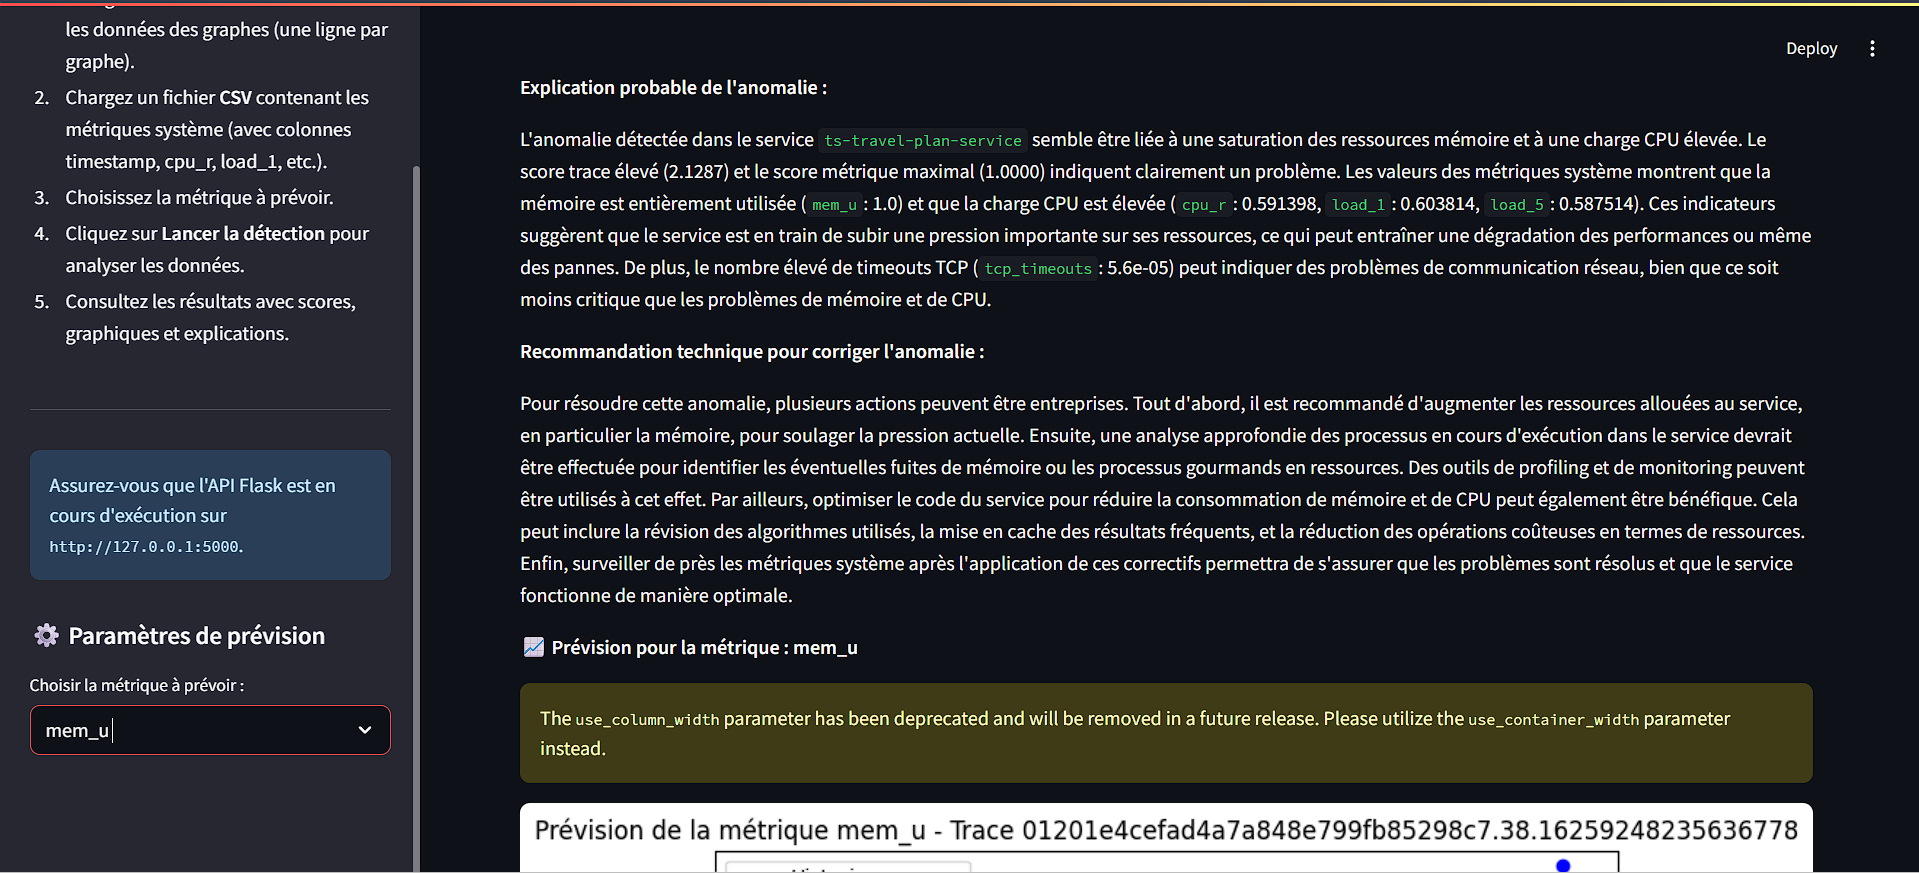 les données des graphes (une ligne par
graphe).
2. Chargez un fichier CSV contenant les
métriques système (avec colonnes
timestamp, cpu_r, load_1, etc.).
3. Choisissez la métrique à prévoir.
4. Cliquez sur Lancer la détection pour
analyser les données.
5. Consultez les résultats avec scores,
graphiques et explications.
Assurez-vous que l'API Flask est en
cours d'exécution sur
http://127.0.0.1:5000.
Paramètres de prévision
Choisir la métrique à prévoir :
mem_u
Deploy
Explication probable de l'anomalie :
L'anomalie détectée dans le service ts-travel-plan-service semble être liée à une saturation des ressources mémoire et à une charge CPU élevée. Le
score trace élevé (2.1287) et le score métrique maximal (1.0000) indiquent clairement un problème. Les valeurs des métriques système montrent que la
mémoire est entièrement utilisée ( mem_u : 1.0) et que la charge CPU est élevée ( cpu_r : 0.591398, load_1 : 0.603814, load_5 : 0.587514). Ces indicateurs
suggèrent que le service est en train de subir une pression importante sur ses ressources, ce qui peut entraîner une dégradation des performances ou même
des pannes. De plus, le nombre élevé de timeouts TCP ( tcp_timeouts : 5.6e-05) peut indiquer des problèmes de communication réseau, bien que ce soit
moins critique que les problèmes de mémoire et de CPU.
Recommandation technique pour corriger l'anomalie :
Pour résoudre cette anomalie, plusieurs actions peuvent être entreprises. Tout d'abord, il est recommandé d'augmenter les ressources allouées au service,
en particulier la mémoire, pour soulager la pression actuelle. Ensuite, une analyse approfondie des processus en cours d'exécution dans le service devrait
être effectuée pour identifier les éventuelles fuites de mémoire ou les processus gourmands en ressources. Des outils de profiling et de monitoring peuvent
être utilisés à cet effet. Par ailleurs, optimiser le code du service pour réduire la consommation de mémoire et de CPU peut également être bénéfique. Cela
peut inclure la révision des algorithmes utilisés, la mise en cache des résultats fréquents, et la réduction des opérations coûteuses en termes de ressources.
Enfin, surveiller de près les métriques système après l'application de ces correctifs permettra de s'assurer que les problèmes sont résolus et que le service
fonctionne de manière optimale.
Prévision pour la métrique : mem_u
The use_column_width parameter has been deprecated and will be removed in a future release. Please utilize the use_container_width parameter
instead.
Prévision de la métrique mem_u - Trace 01201e4cefad4a7a848e799fb85298c7.38.16259248235636778